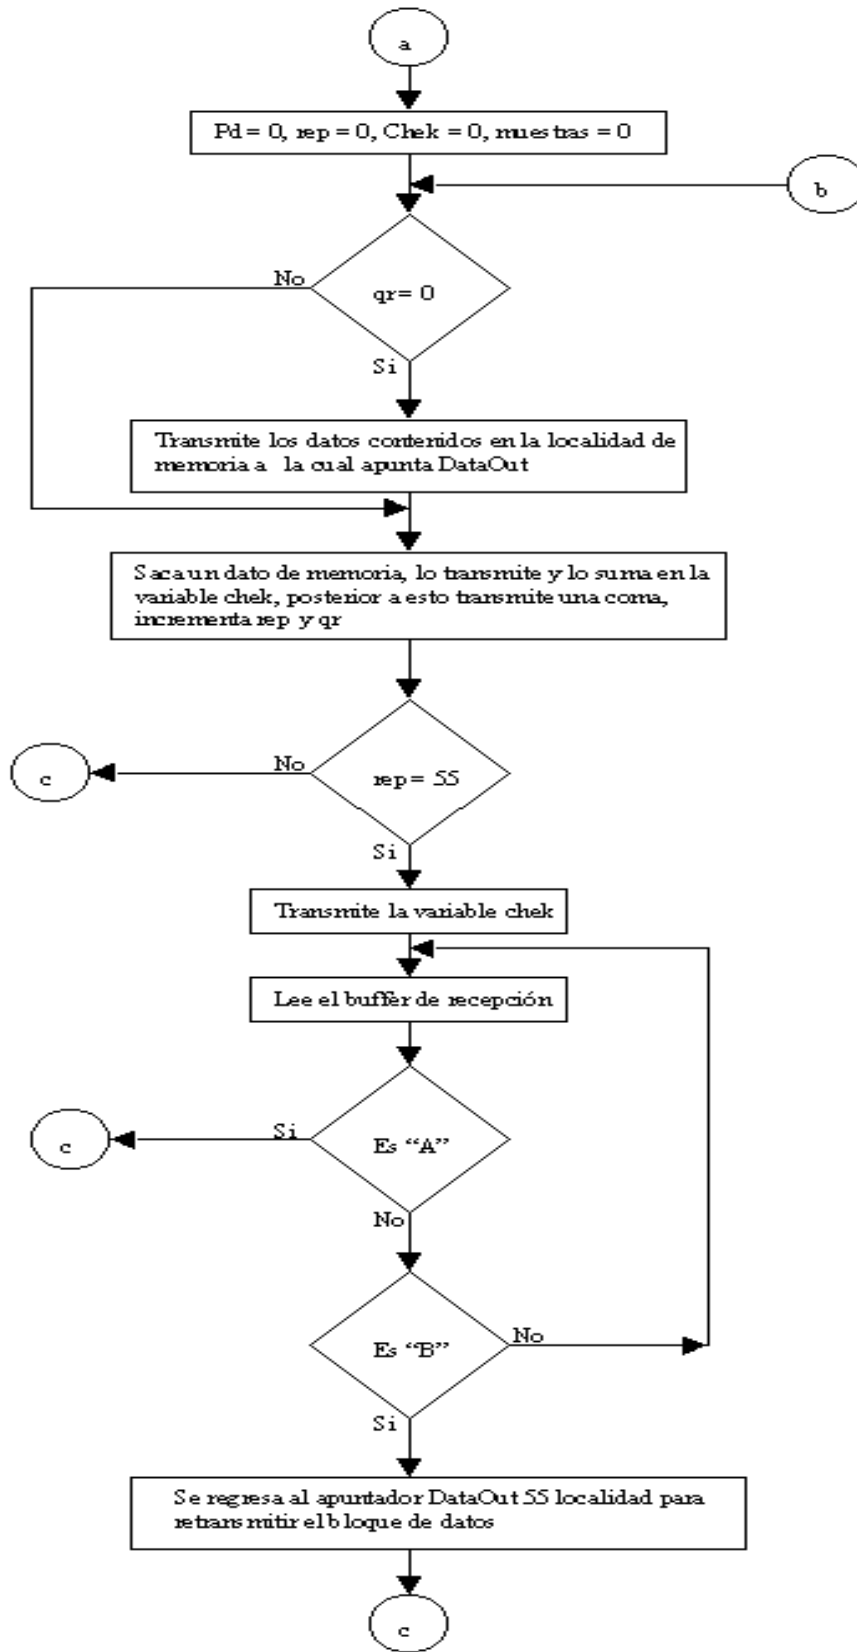 a
Pd = 0, rep = 0, Chek = 0, muestras = 0
b
No
qr= 0
Si
Transmite los datos contenidos en la localidad de
memoria a la cual apunta DataOut
Saca un dato de memoria, lo transmite y lo suma en la
variable chek, posterior a esto transmite una coma,
incrementa rep y qr
c
No
rep= 55
Si
Transmite la variable chek
Lee el buffer de recepción
c
Si
Es “A”
No
Es “B”
No
Si
Se regresa al apuntador DataOut 55 localidad para
retransmitir el bloque de datos
c